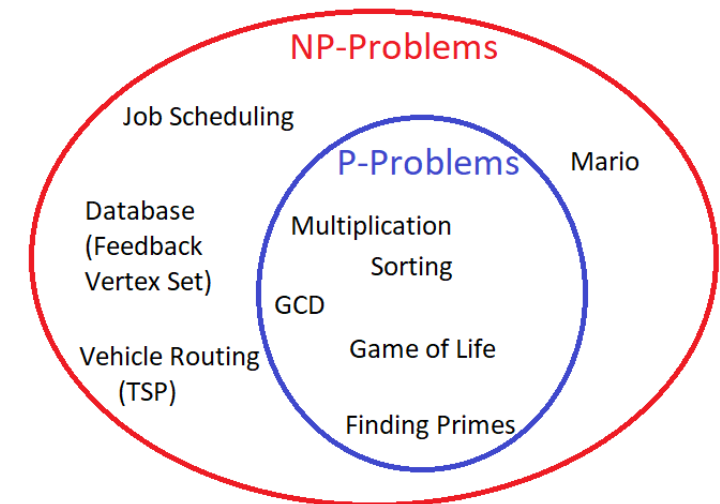 NP-Problems
Job Scheduling
P-Problems
Mario
Database
(Feedback
Vertex Set)
Multiplication
Sorting
GCD
Game of Life
Vehicle Routing
(TSP)
Finding Primes